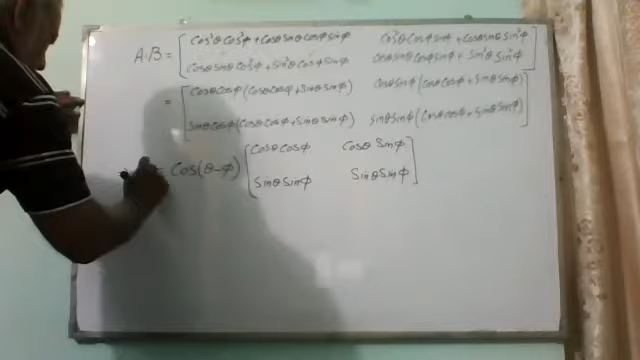 A.B = [ cos²θ cos²φ + cosθ sinθ cosφ sinφ    cos²θ cosφ sinφ + cosθ sinθ sin²φ
cosθ sinθ cos²φ + sin²θ cosφ sinφ    cosθ sinθ cosφ sinφ + sin²θ sin²φ ]
= [ cosθ cosφ (cosθ cosφ + sinθ sinφ)    cosθ sinφ (cosθ cosφ + sinθ sinφ)
sinθ cosφ (cosθ cosφ + sinθ sinφ)    sinθ sinφ (cosθ cosφ + sinθ sinφ) ]
= cos(θ-φ) [ cosθ cosφ    cosθ sinφ
sinθ sinφ    sinθ sinφ ]